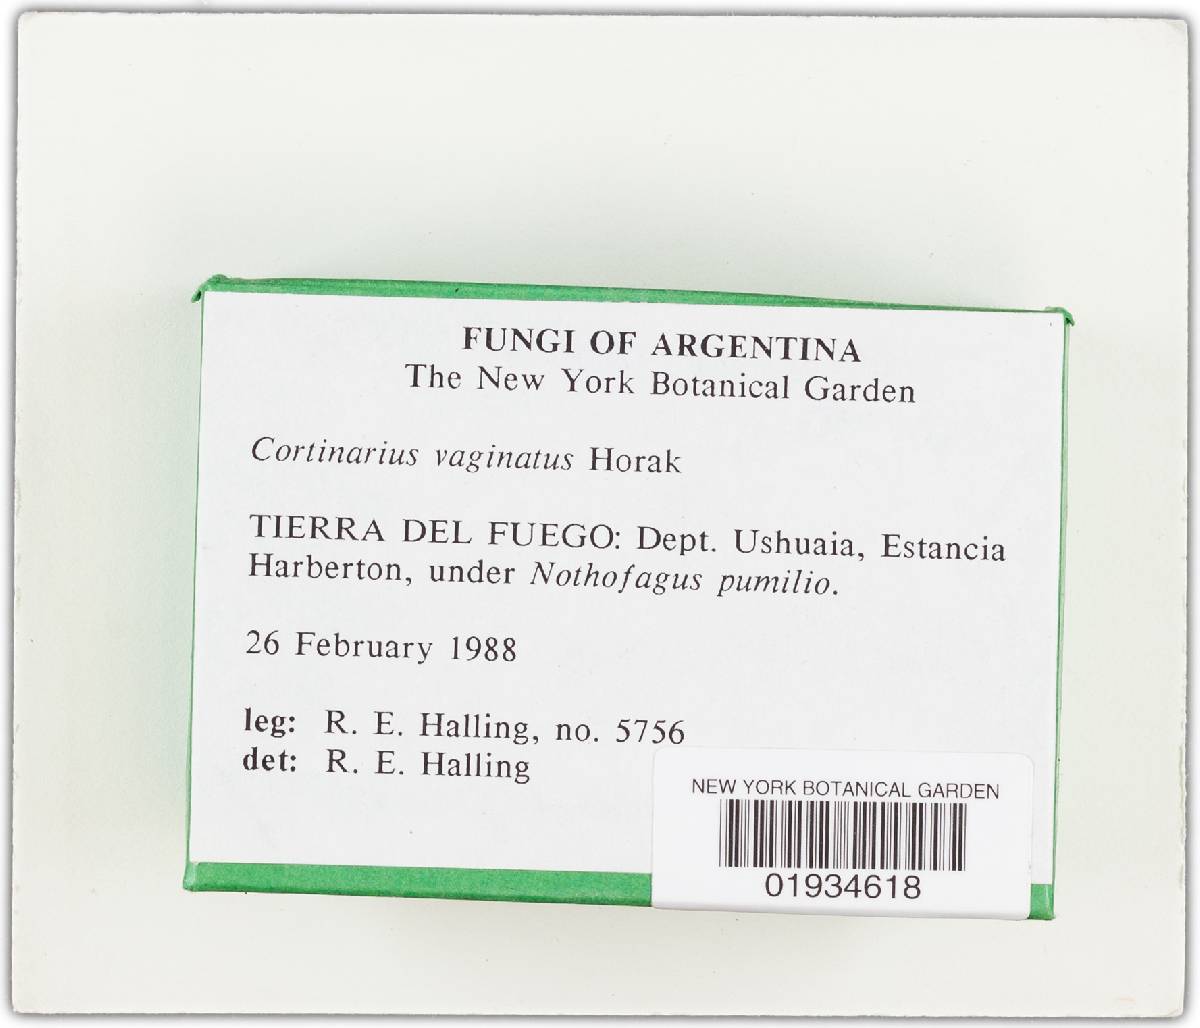 FUNGI OF ARGENTINA
The New York Botanical Garden
Cortinarius vaginatus Horak
TIERRA DEL FUEGO: Dept. Ushuaia, Estancia
Harberton, under Nothofagus pumilio.
26 February 1988
leg: R. E. Halling, no. 5756
det: R. E. Halling
NEW YORK BOTANICAL GARDEN
01934618